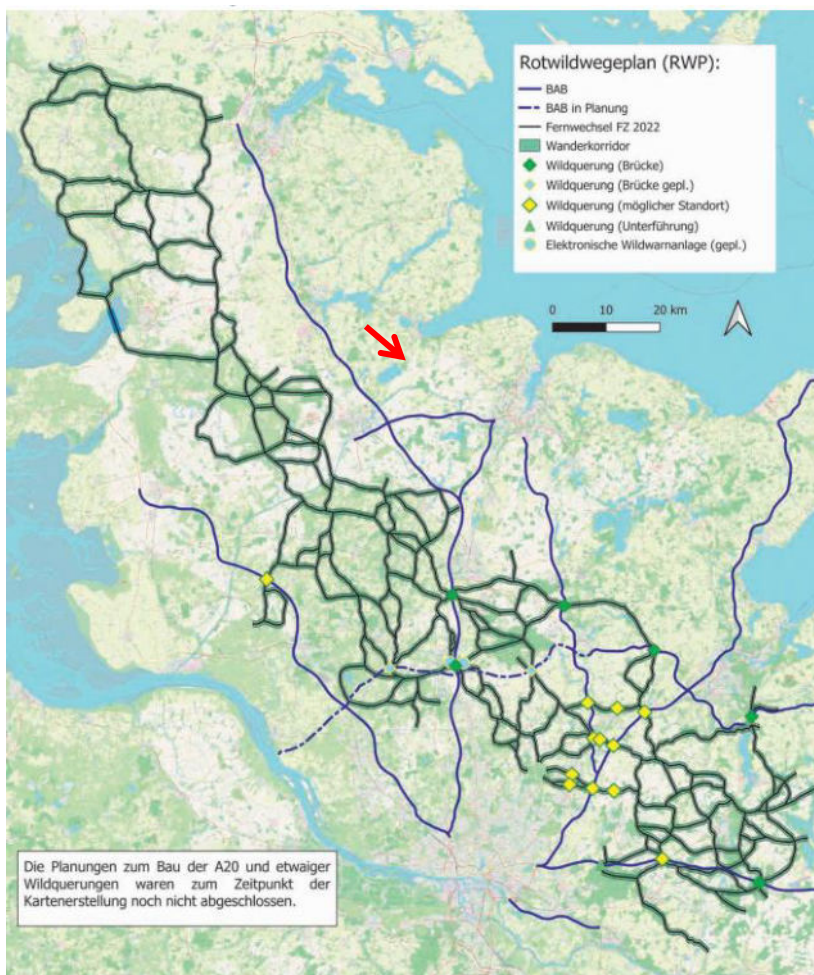 Rotwildwegeplan (RWP):
BAB
BAB in Planung
Fernwechsel FZ 2022
Wanderkorridor
Wildquerung (Brücke)
Wildquerung (Brücke gepl.)
Wildquerung (möglicher Standort)
Wildquerung (Unterführung)
Elektronische Wildwarnanlage (gepl.)
0 10 20 km
Die Planungen zum Bau der A20 und etwaiger
Wildquerungen waren zum Zeitpunkt der
Kartenerstellung noch nicht abgeschlossen.